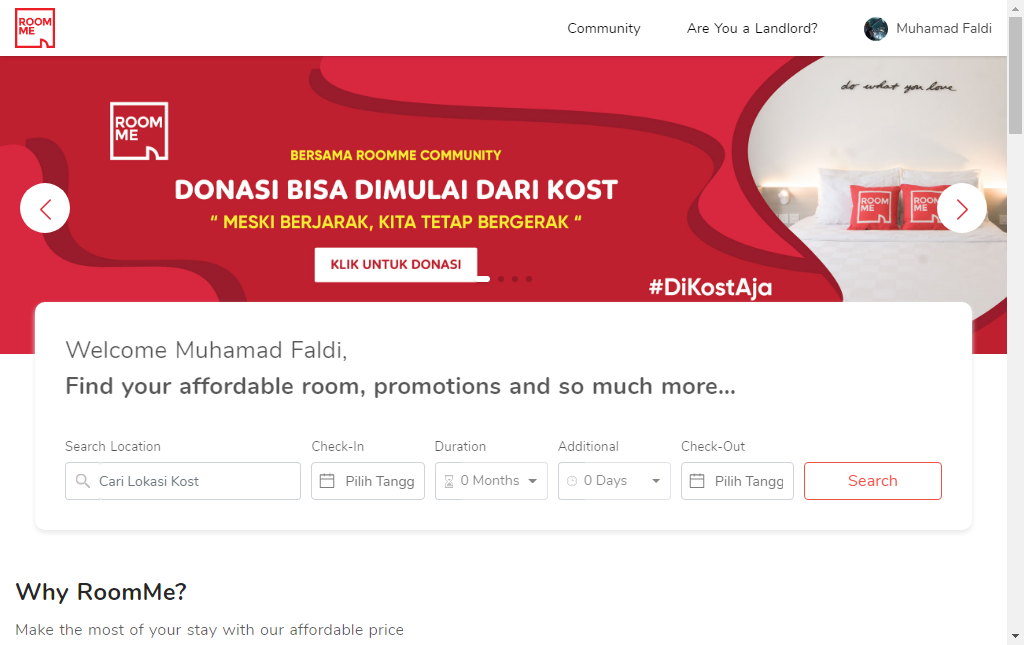 ROOM
ME
Community
Are You a Landlord?
Muhamad Faldi
do what you love
ROOM
ME
BERSAMA ROOMME COMMUNITY
DONASI BISA DIMULAI DARI KOST
“ MESKI BERJARAK, KITA TETAP BERGERAK “
KLIK UNTUK DONASI
ROOM
ME
ROOM
ME
#DiKostAja
Welcome Muhamad Faldi,
Find your affordable room, promotions and so much more...
Search Location
Check-In
Duration
Additional
Check-Out
Cari Lokasi Kost
Pilih Tangg
0 Months
0 Days
Pilih Tangg
Search
Why RoomMe?
Make the most of your stay with our affordable price